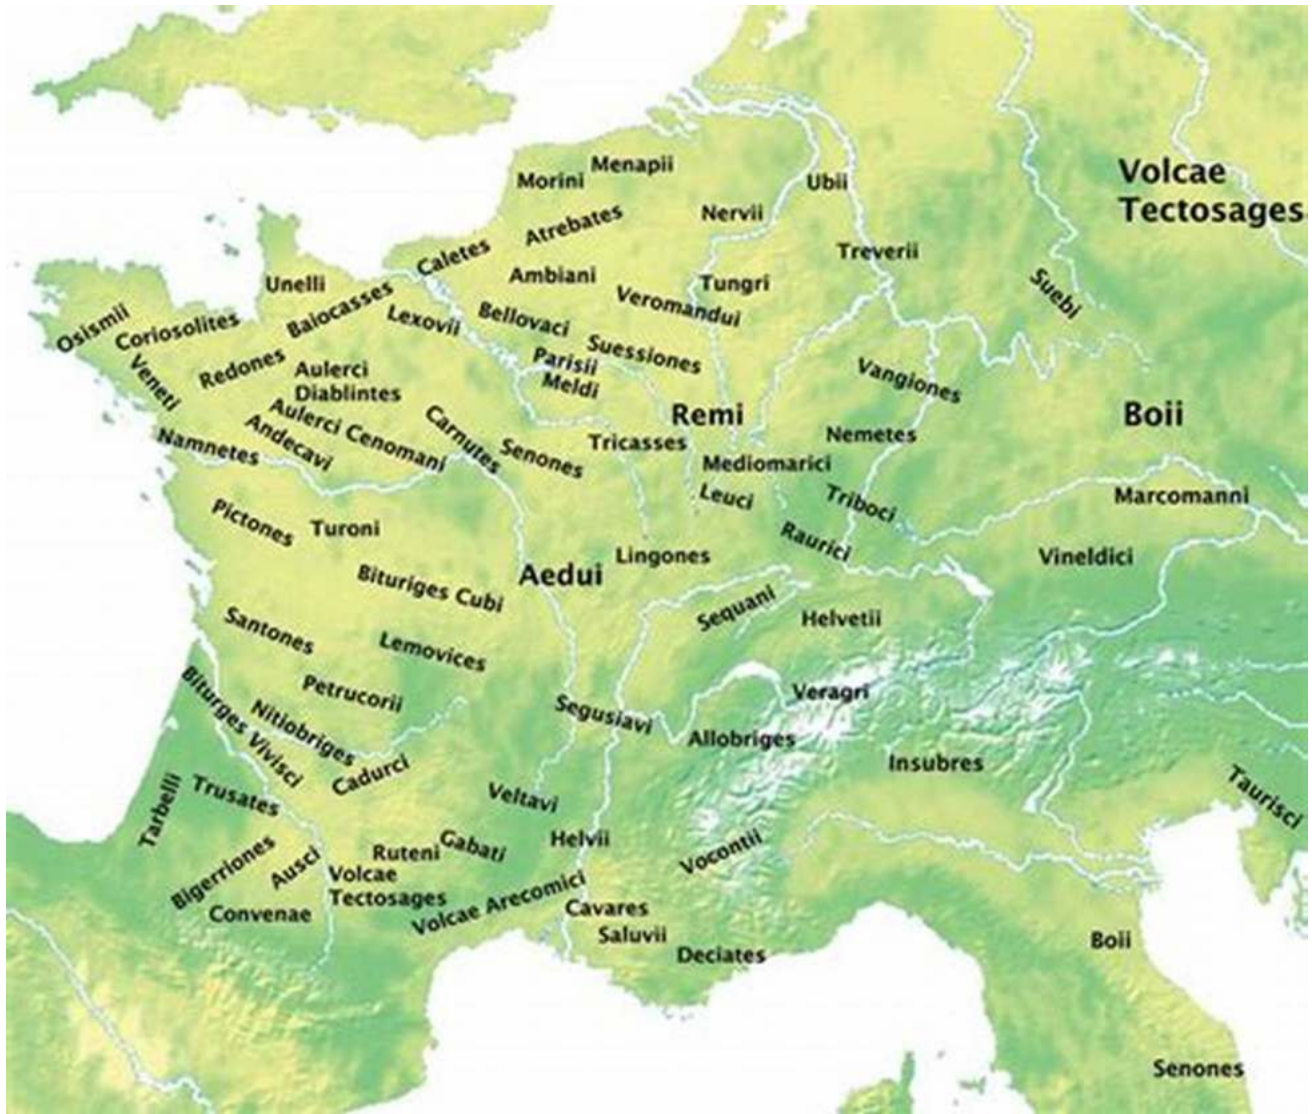 Menapii
Morini
Ubii
Volcae
Tectosages
Nervii
Atrebates
Treverii
Caletes
Ambiani
Tungri
Unelli
Suebi
Baiocasses
Veromandui
Lexovii
Bellovaci
Osismii
Coriosolites
Suessiones
Parisii
Meldi
Redones
Aulerci
Diablintes
Veneti
Vangiones
Remi
Boii
Aulerci Cenomani
Andecavi
Carnutes
Senones
Tricasses
Nemetes
Namnetes
Mediomarici
Leuci
Triboci
Marcomanni
Pictones
Turoni
Raurici
Lingones
Vineldici
Aedui
Bituriges Cubi
Sequani
Helvetii
Santones
Lemovices
Petrucorii
Veragri
Biturges Vivisci
Nitiobriges
Segusiavi
Allobriges
Insubres
Cadurci
Taurisci
Tarbelli
Trusates
Veltavi
Helvii
Gabati
Ruteni
Vocontii
Bigerriones
Ausci
Volcae
Tectosages
Volcae Arecomici
Convenae
Cavares
Saluvii
Deciates
Boii
Senones